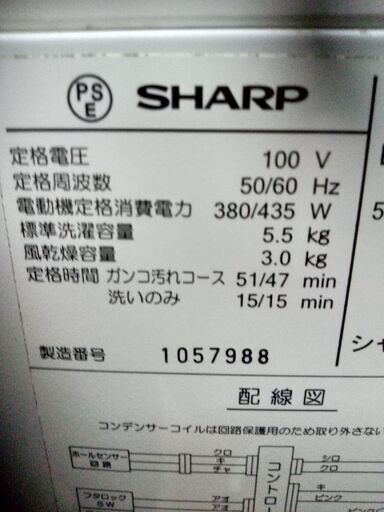 PS
E
SHARP
定格電圧 100 V
定格周波数 50/60 Hz
電動機定格消費電力 380/435 W
標準洗濯容量 5.5 kg
風乾燥容量 3.0 kg
定格時間 ガンコ汚れコース 51/47 min
洗いのみ 15/15 min
製造番号 1057988
シャ
配線図
コンデンサーコイルは回路保護用のため取り外さな
ホールセンサー
回路
クロ
キ
チャ
コントロー
シロ
クロ
キ
ピンク
フタロック
SW
アオ
アオ